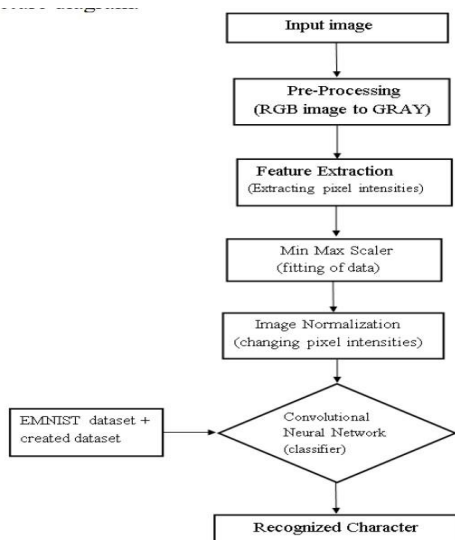 Input image
Pre-Processing
(RGB image to GRAY)
Feature Extraction
(Extracting pixel intensities)
Min Max Scaler
(fitting of data)
Image Normalization
(changing pixel intensities)
EMNIST dataset +
created dataset
Convolutional
Neural Network
(classifier)
Recognized Character